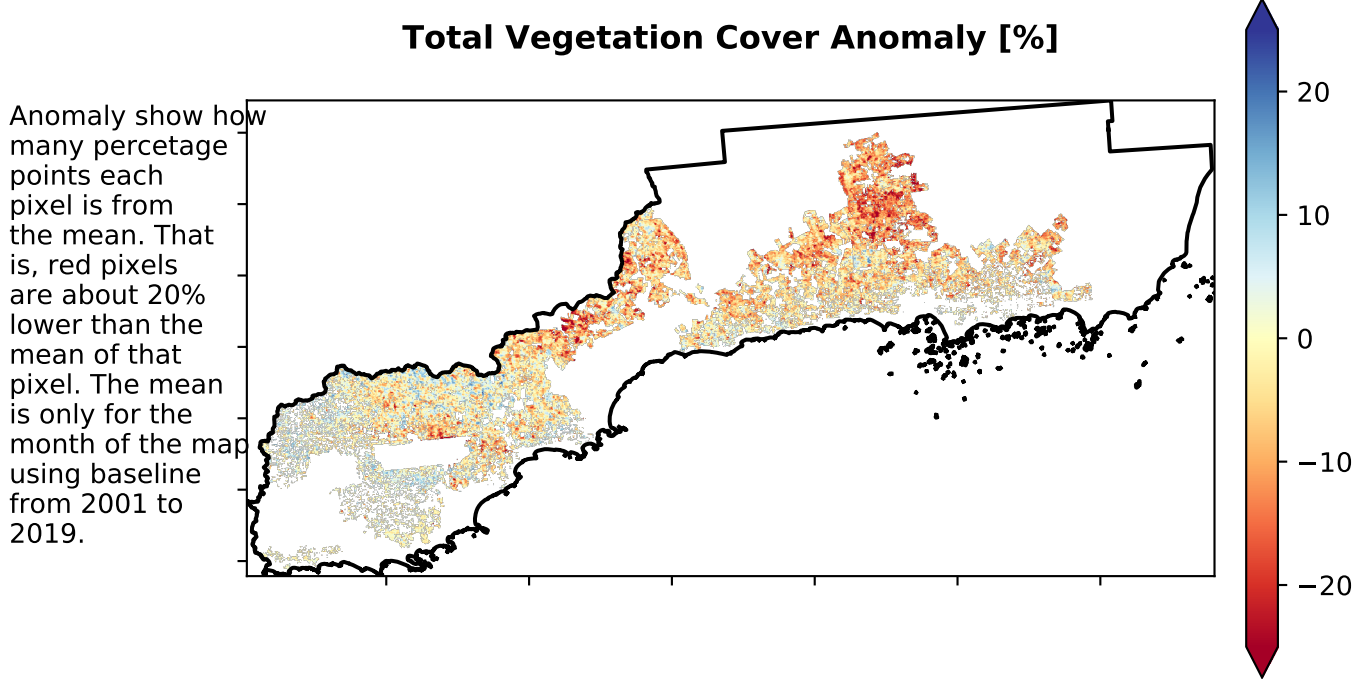 Total Vegetation Cover Anomaly [%]
Anomaly show how
many percetage
points each
pixel is from
the mean. That
is, red pixels
are about 20%
lower than the
mean of that
pixel. The mean
is only for the
month of the map
using baseline
from 2001 to
2019.
20
10
0
−10
−20